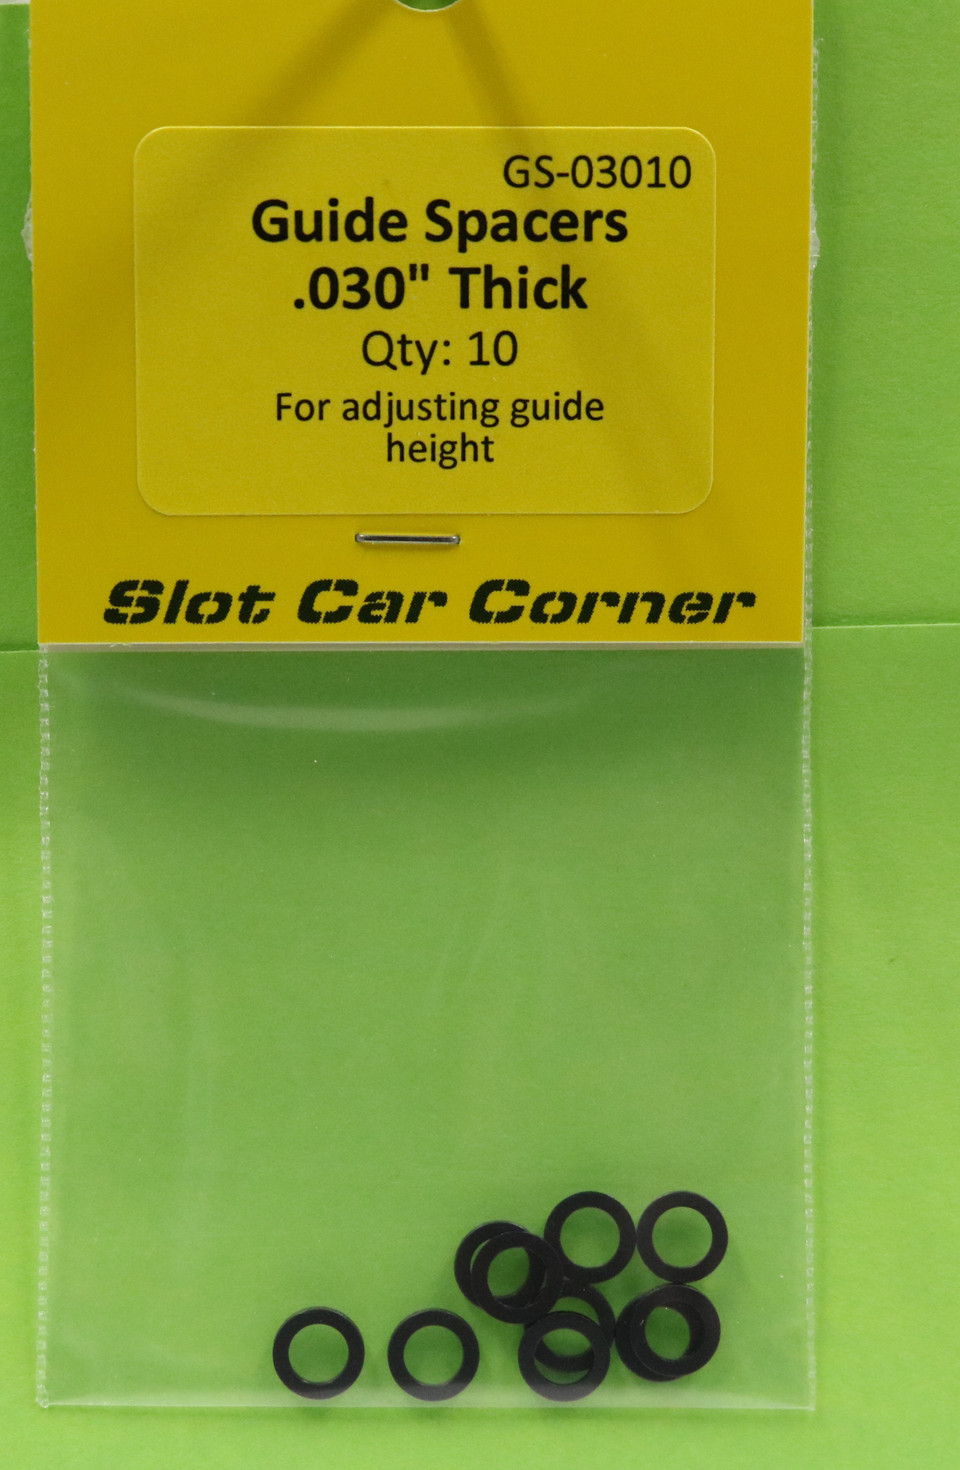 GS-03010
Guide Spacers
.030" Thick
Qty: 10
For adjusting guide
height
Slot Car Corner